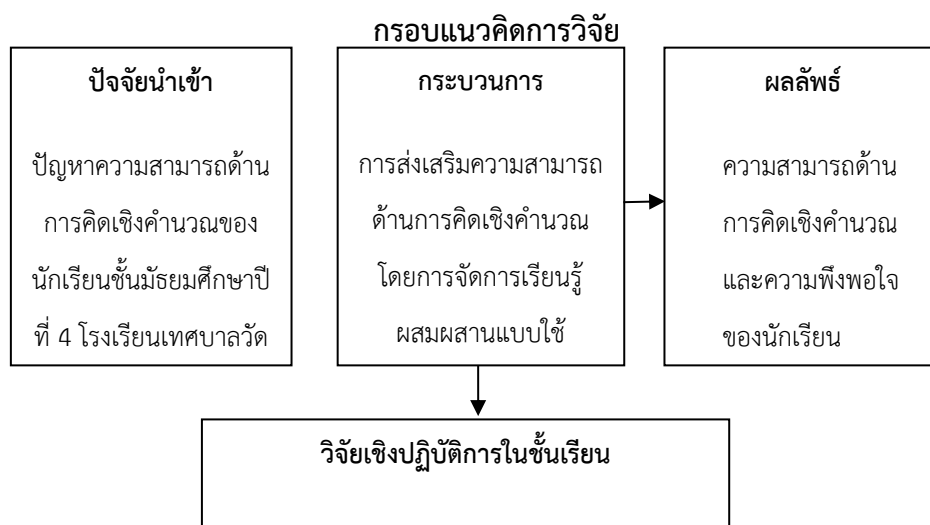 กรอบแนวคิดการวิจัย
ปัจจัยนำเข้า
ปัญหาความสามารถด้าน
การคิดเชิงคำนวณของ
นักเรียนชั้นมัธยมศึกษาปี
ที่ 4 โรงเรียนเทศบาลวัด
กระบวนการ
การส่งเสริมความสามารถ
ด้านการคิดเชิงคำนวณ
โดยการจัดการเรียนรู้
ผสมผสานแบบใช้
ผลลัพธ์
ความสามารถด้าน
การคิดเชิงคำนวณ
และความพึงพอใจ
ของนักเรียน
วิจัยเชิงปฏิบัติการในชั้นเรียน